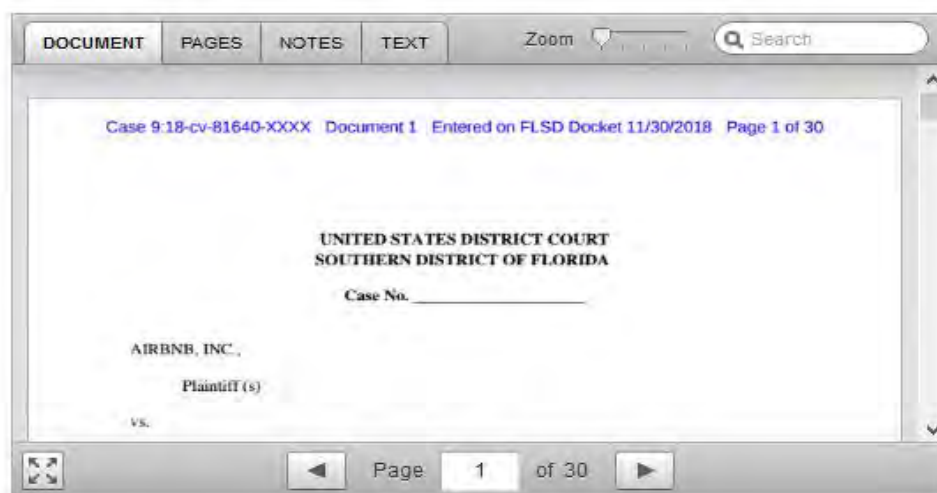 DOCUMENT PAGES NOTES TEXT Zoom Search
Case 9:18-cv-81640-XXXX Document 1 Entered on FLSD Docket 11/30/2018 Page 1 of 30
UNITED STATES DISTRICT COURT
SOUTHERN DISTRICT OF FLORIDA
Case No. ____________________
AIRBNB, INC.,
Plaintiff (s)
vs.
Page 1 of 30